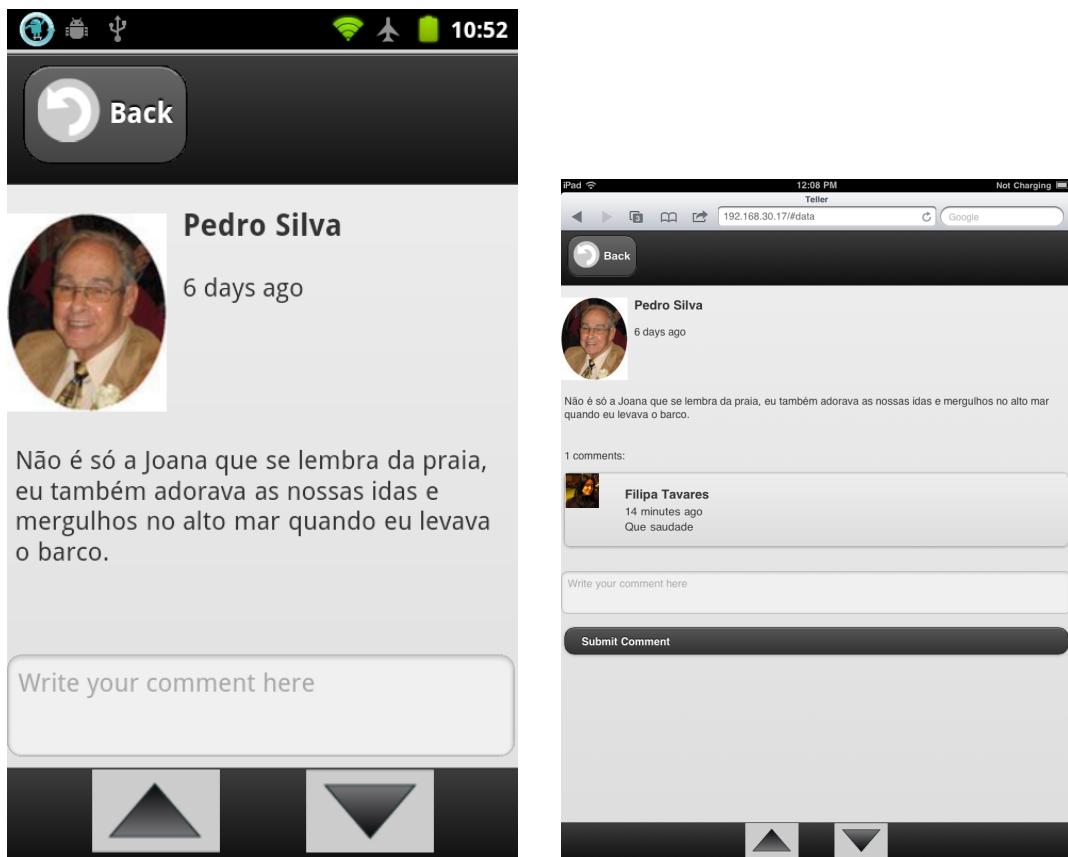 10:52
Back
Pedro Silva
6 days ago
Não é só a Joana que se lembra da praia,
eu também adorava as nossas idas e
mergulhos no alto mar quando eu levava
o barco.
Write your comment here
iPad 12:08 PM Not Charging
Teller
3 192.168.30.17/#data Google
Back
Pedro Silva
6 days ago
Não é só a Joana que se lembra da praia, eu também adorava as nossas idas e mergulhos no alto mar
quando eu levava o barco.
1 comments:
Filipa Tavares
14 minutes ago
Que saudade
Write your comment here
Submit Comment